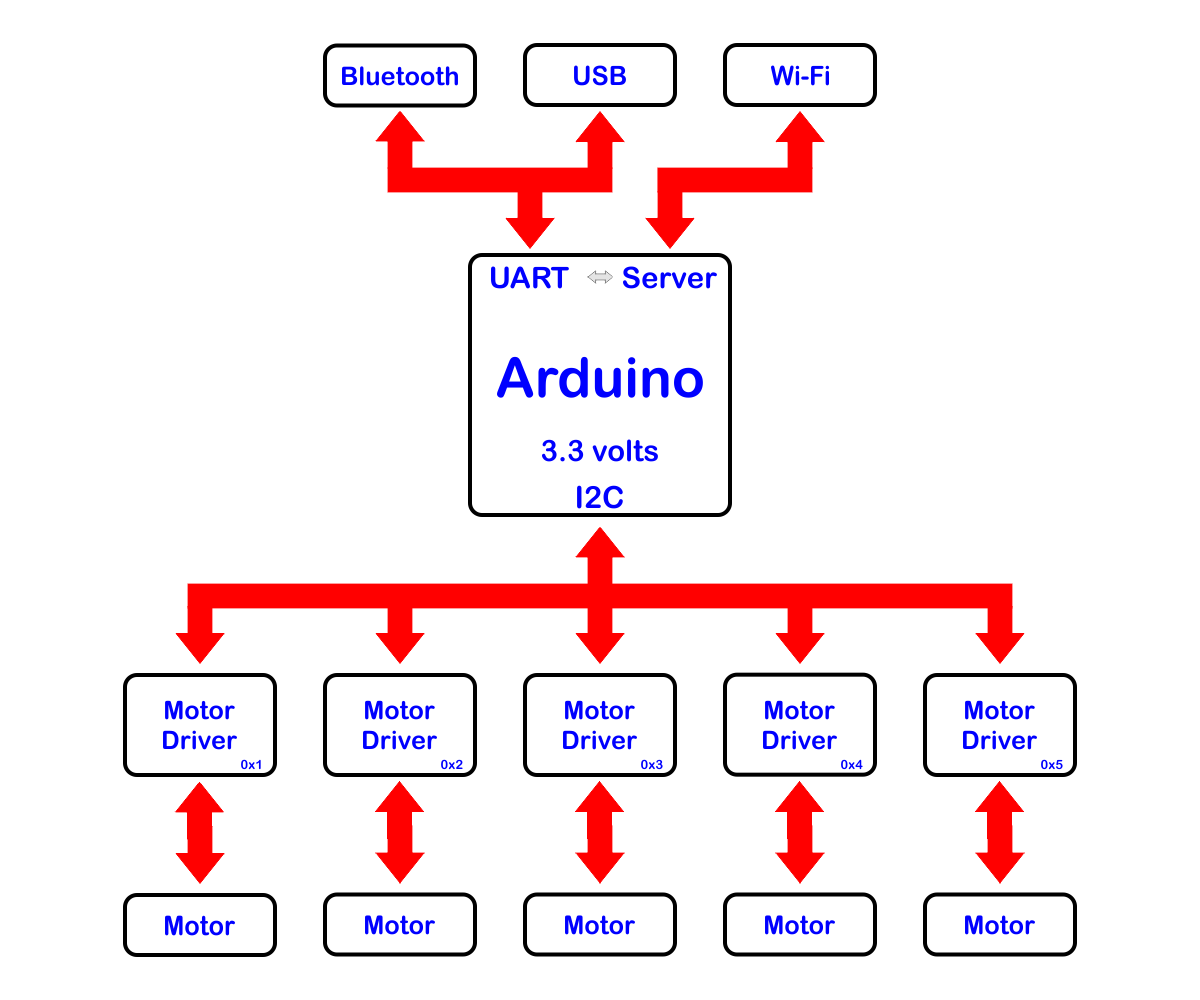 Bluetooth
USB
Wi-Fi
UART
Server
Arduino
3.3 volts
I2C
Motor
Driver
0x1
Motor
Driver
0x2
Motor
Driver
0x3
Motor
Driver
0x4
Motor
Driver
0x5
Motor
Motor
Motor
Motor
Motor